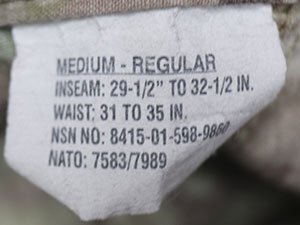 MEDIUM - REGULAR
INSEAM: 29-1/2" TO 32-1/2 IN.
WAIST: 31 TO 35 IN.
NSN NO: 8415-01-598-9860
NATO: 7583/7989